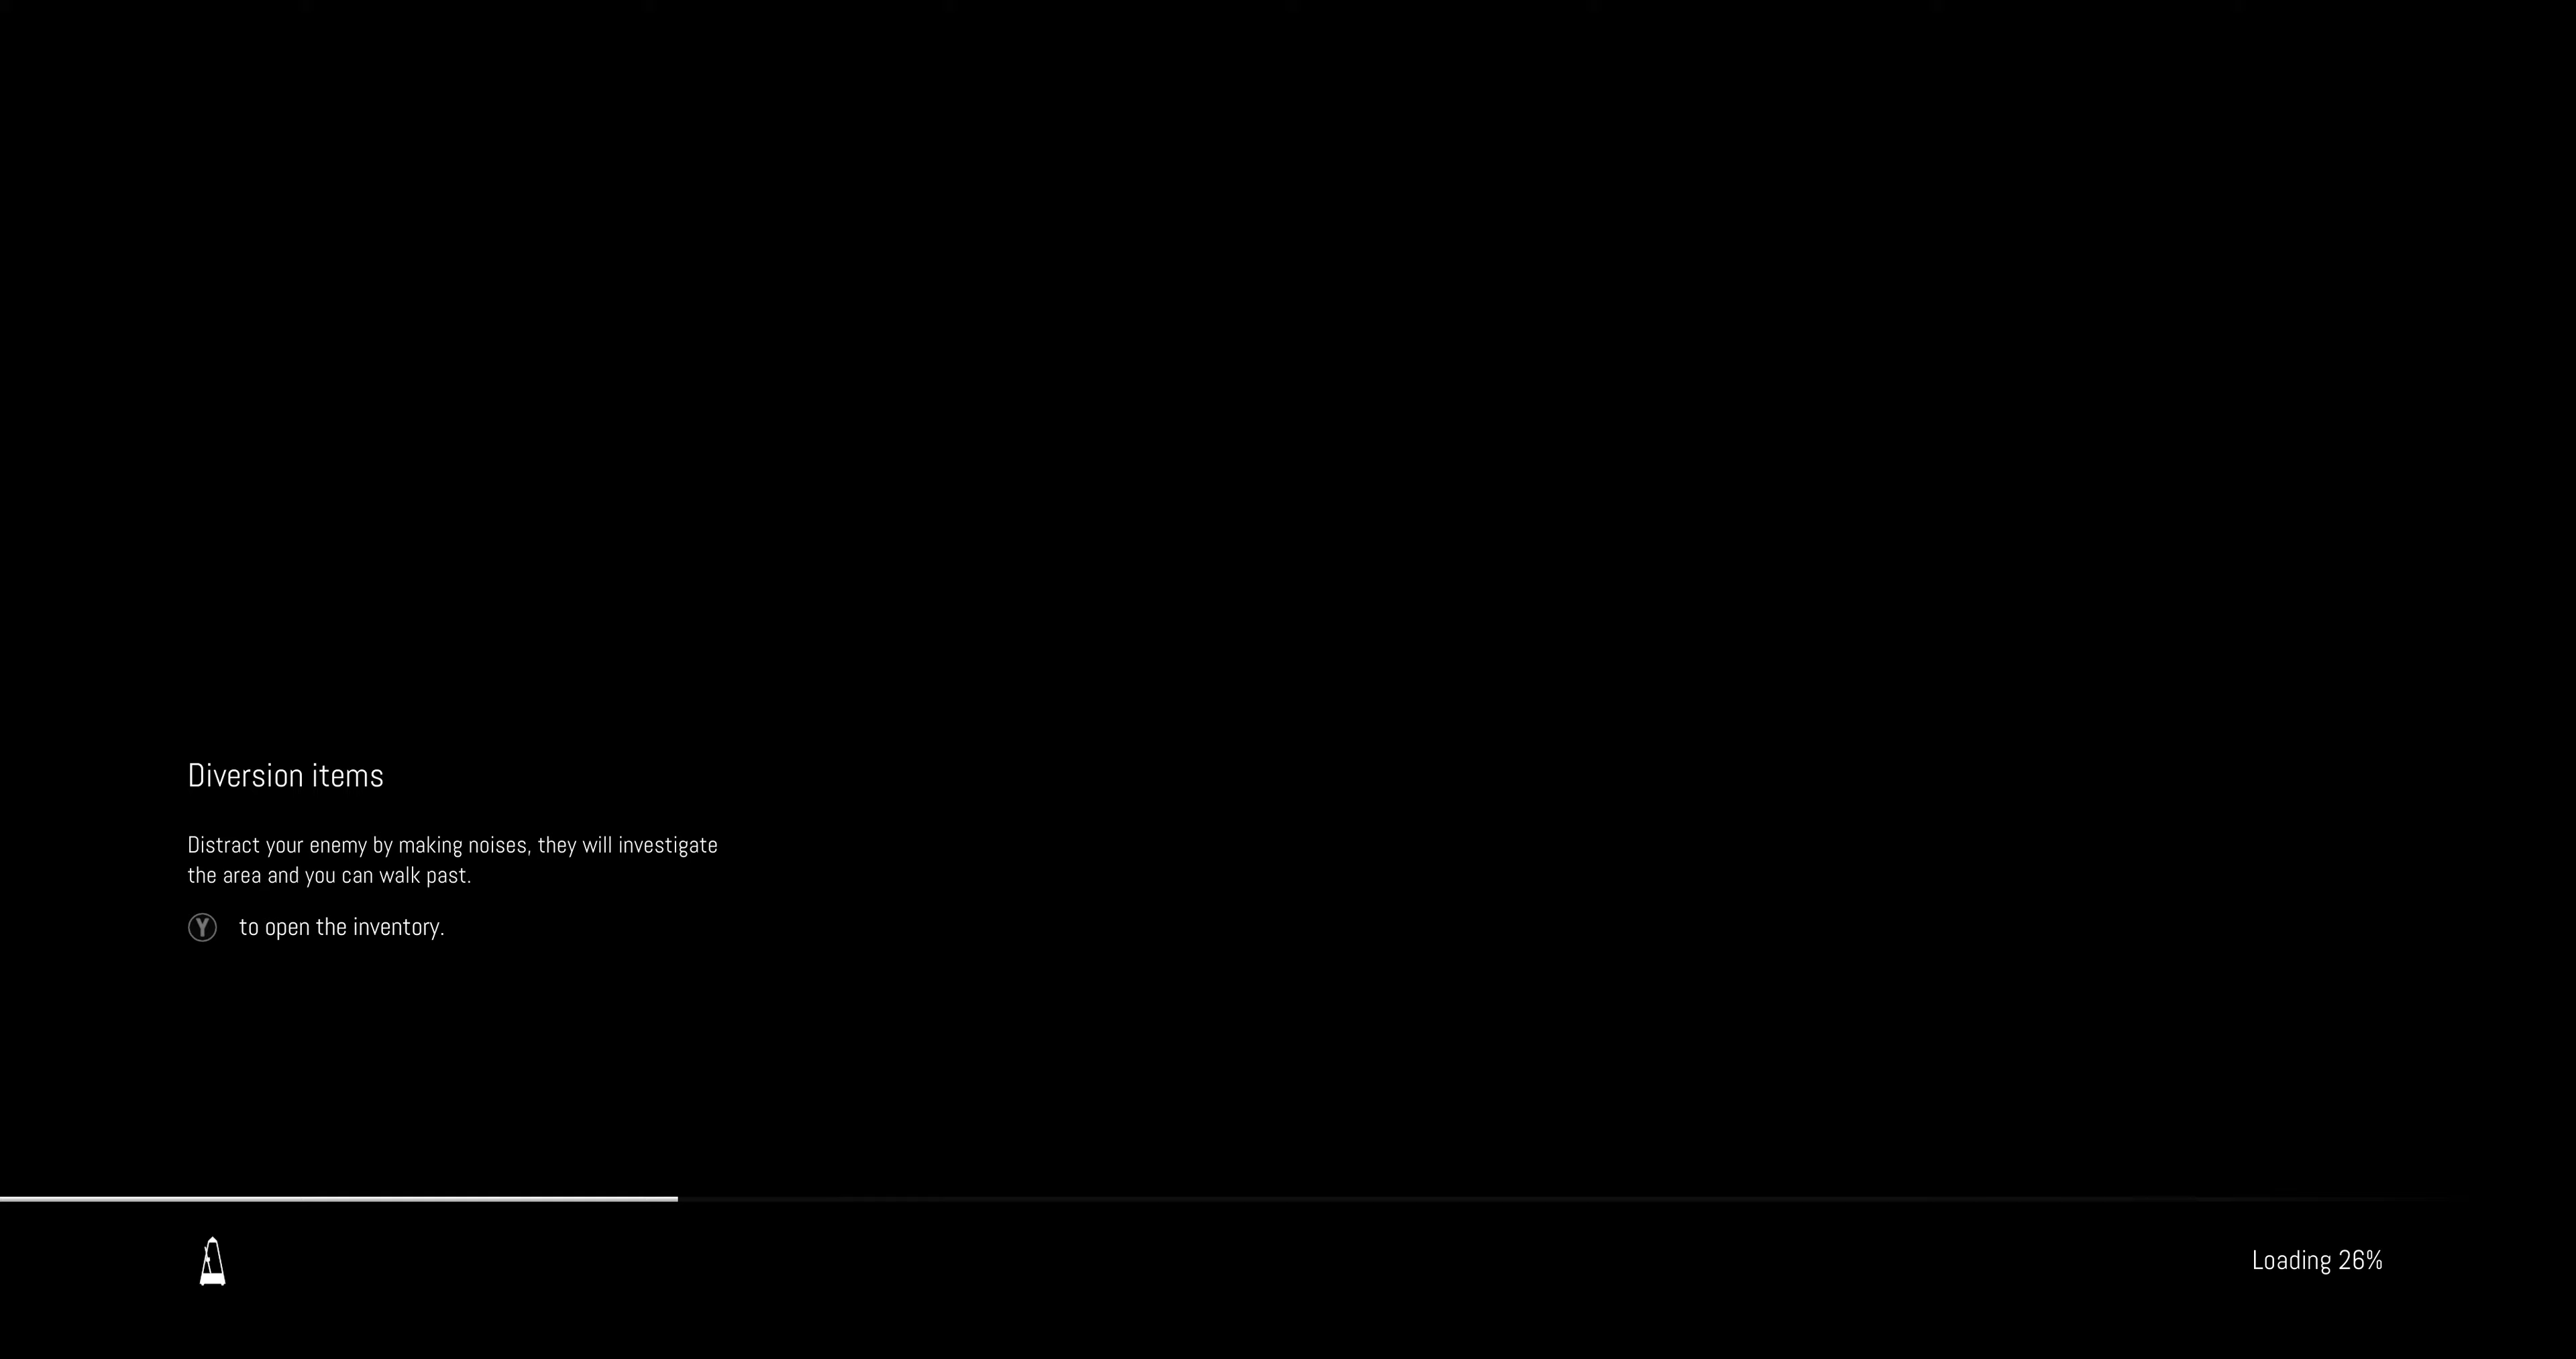 Diversion items
Distract your enemy by making noises, they will investigate
the area and you can walk past.
Y to open the inventory.
Loading 26%